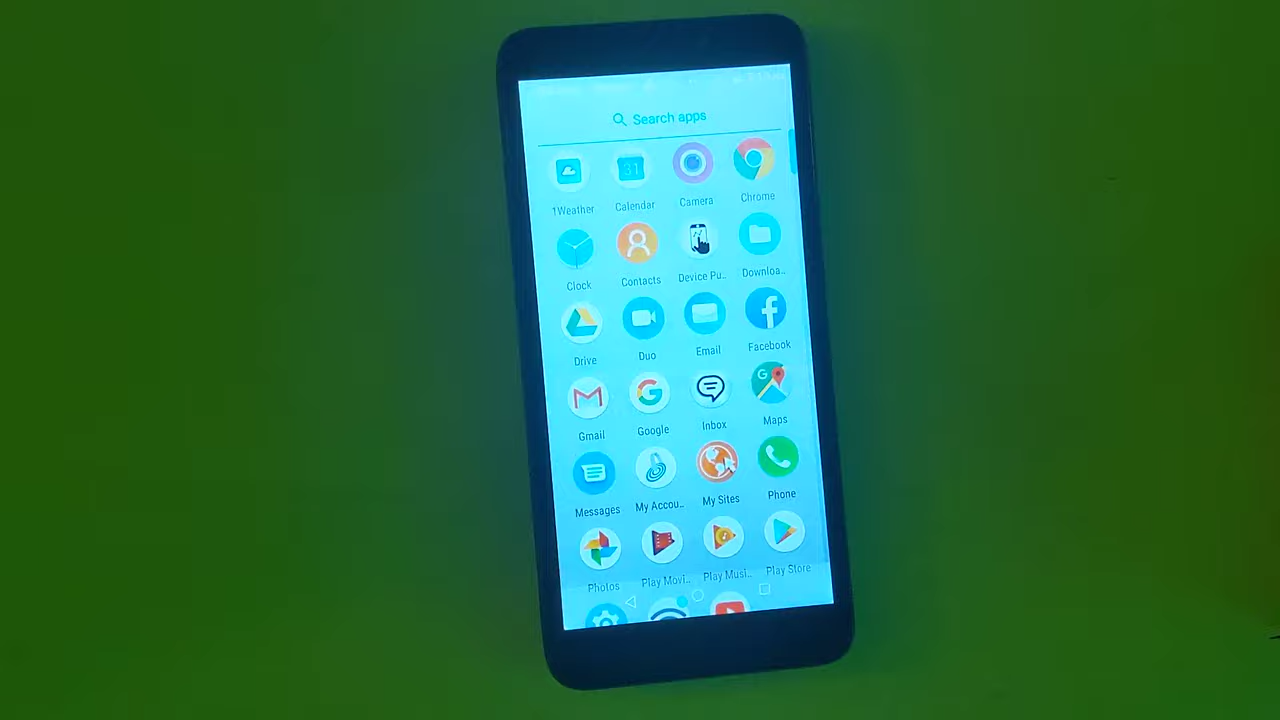 Search apps
1Weather Calendar Camera Chrome
31
Clock Contacts Device Pu.. Downloa..
Drive Duo Email Facebook
Gmail Google Inbox Maps
Messages My Accou.. My Sites Phone
Photos Play Movi.. Play Musi.. Play Store